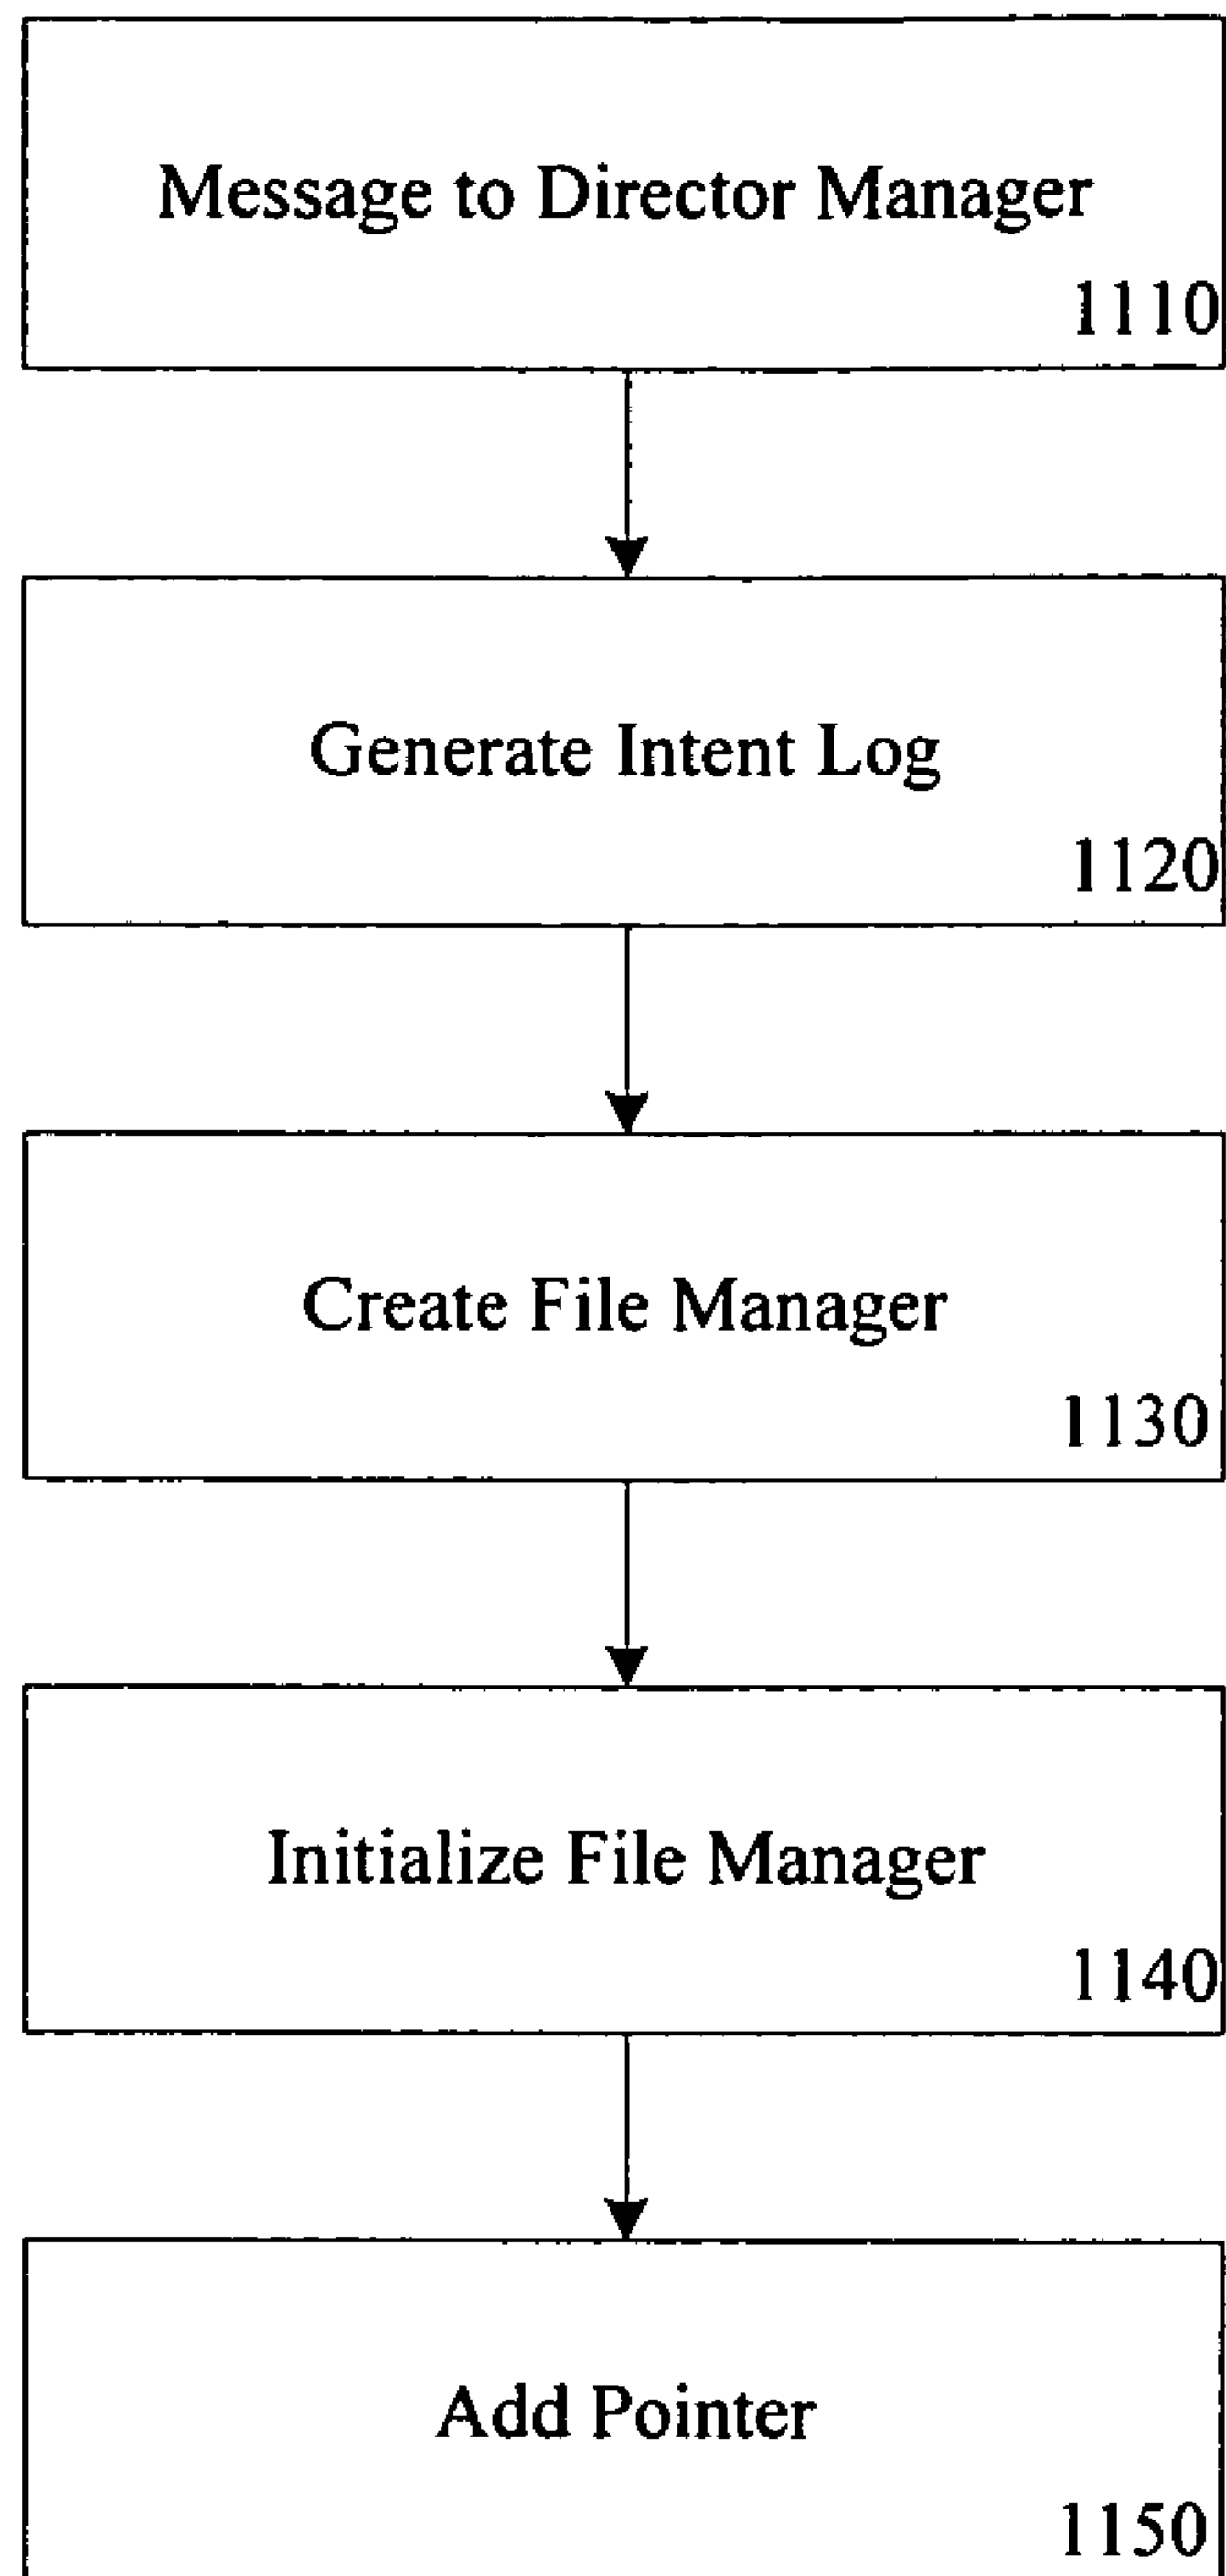 Message to Director Manager
1110
Generate Intent Log
1120
Create File Manager
1130
Initialize File Manager
1140
Add Pointer
1150